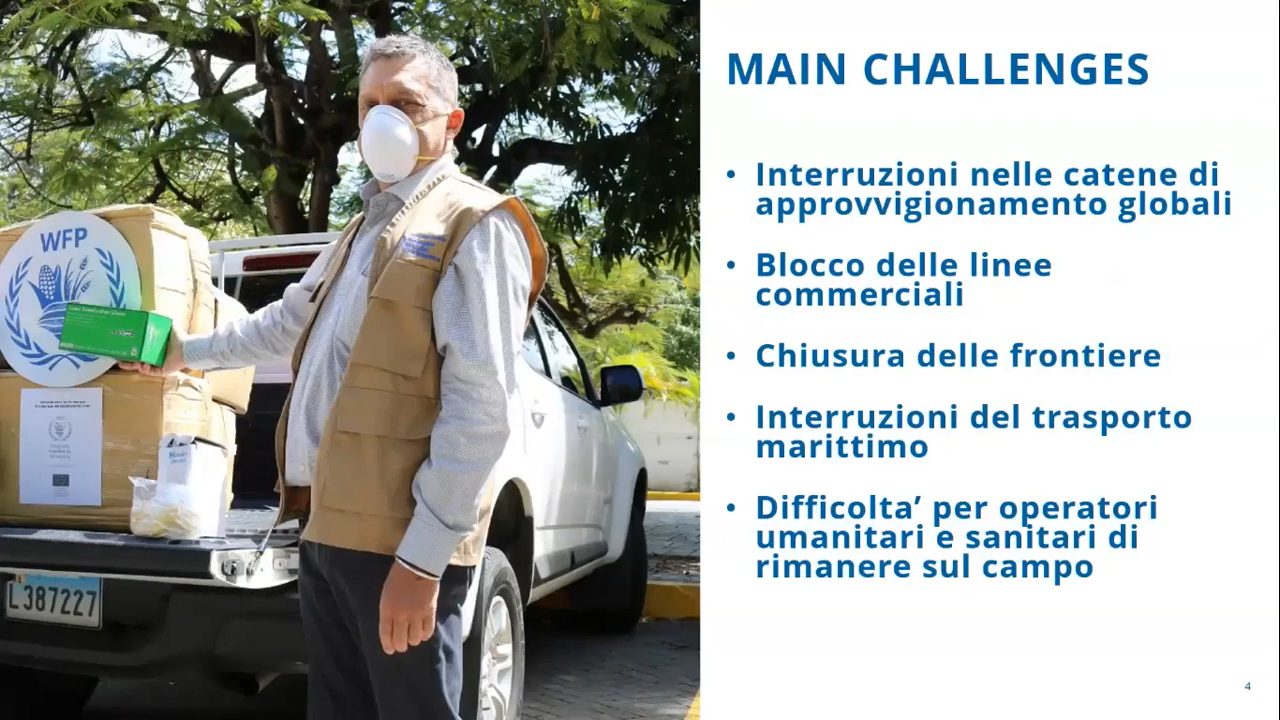 MAIN CHALLENGES
• Interruzioni nelle catene di
approvvigionamento globali
• Blocco delle linee
commerciali
• Chiusura delle frontiere
• Interruzioni del trasporto
marittimo
• Difficolta’ per operatori
umanitari e sanitari di
rimanere sul campo
WFP
L387227
4